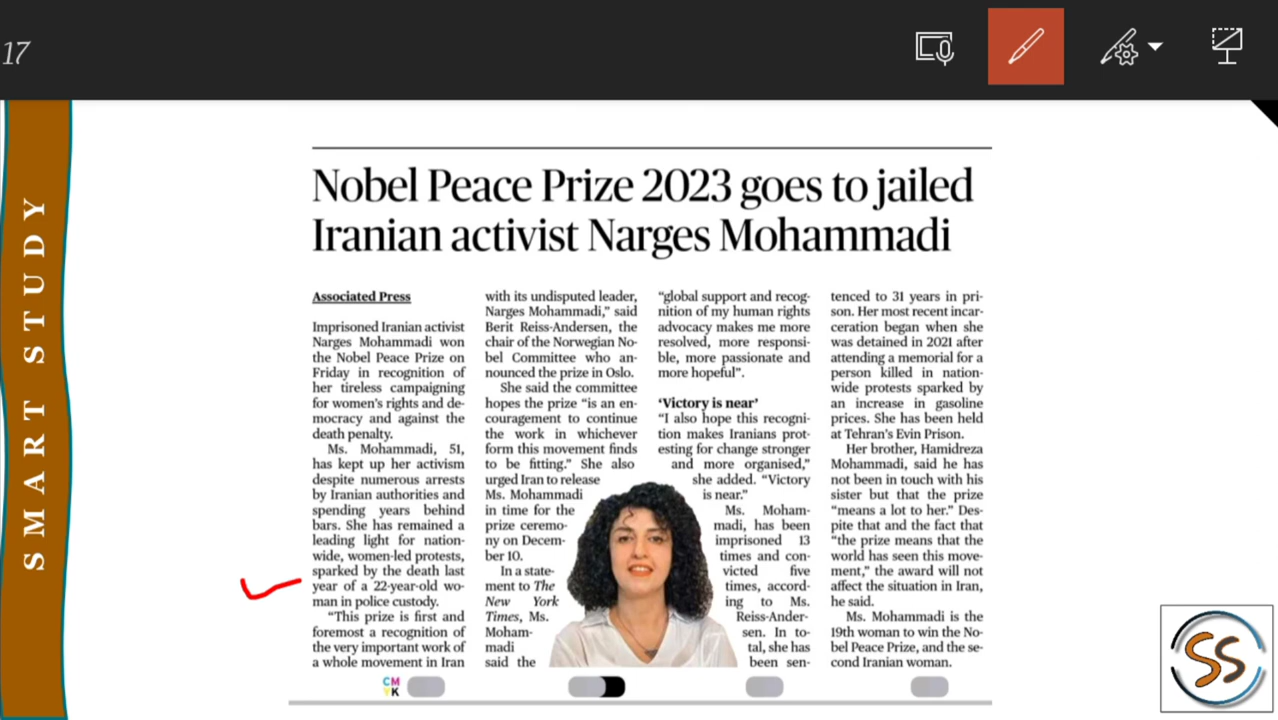 17
SMART STUDY
Nobel Peace Prize 2023 goes to jailed
Iranian activist Narges Mohammadi
Associated Press
Imprisoned Iranian activist
Narges Mohammadi won
the Nobel Peace Prize on
Friday in recognition of
her tireless campaigning
for women's rights and de-
mocracy and against the
death penalty.
Ms. Mohammadi, 51,
has kept up her activism
despite numerous arrests
by Iranian authorities and
spending years behind
bars. She has remained a
leading light for nation-
wide, women-led protests,
sparked by the death last
year of a 22-year-old wo-
man in police custody.
“This prize is first and
foremost a recognition of
the very important work of
a whole movement in Iran
with its undisputed leader,
Narges Mohammadi,” said
Berit Reiss-Andersen, the
chair of the Norwegian No-
bel Committee who an-
nounced the prize in Oslo.
She said the committee
hopes the prize “is an en-
couragement to continue
the work in whichever
form this movement finds
to be fitting.” She also
urged Iran to release
Ms. Mohammadi
in time for the
prize ceremo-
ny on Decem-
ber 10.
In a state-
ment to The
New York
Times, Ms.
Moham-
madi
said the
“global support and recog-
nition of my human rights
advocacy makes me more
resolved, more responsi-
ble, more passionate and
more hopeful”.
‘Victory is near’
“I also hope this recogni-
tion makes Iranians prot-
esting for change stronger
and more organised,”
she added. “Victory
is near.”
Ms. Moham-
madi, has been
imprisoned 13
times and con-
victed five
times, accord-
ing to Ms.
Reiss-Ander-
sen. In to-
tal, she has
been sen-
tenced to 31 years in pri-
son. Her most recent incar-
ceration began when she
was detained in 2021 after
attending a memorial for a
person killed in nation-
wide protests sparked by
an increase in gasoline
prices. She has been held
at Tehran's Evin Prison.
Her brother, Hamidreza
Mohammadi, said he has
not been in touch with his
sister but that the prize
“means a lot to her.” Des-
pite that and the fact that
“the prize means that the
world has seen this move-
ment,” the award will not
affect the situation in Iran,
he said.
Ms. Mohammadi is the
19th woman to win the No-
bel Peace Prize, and the se-
cond Iranian woman.
CM
YK
SS